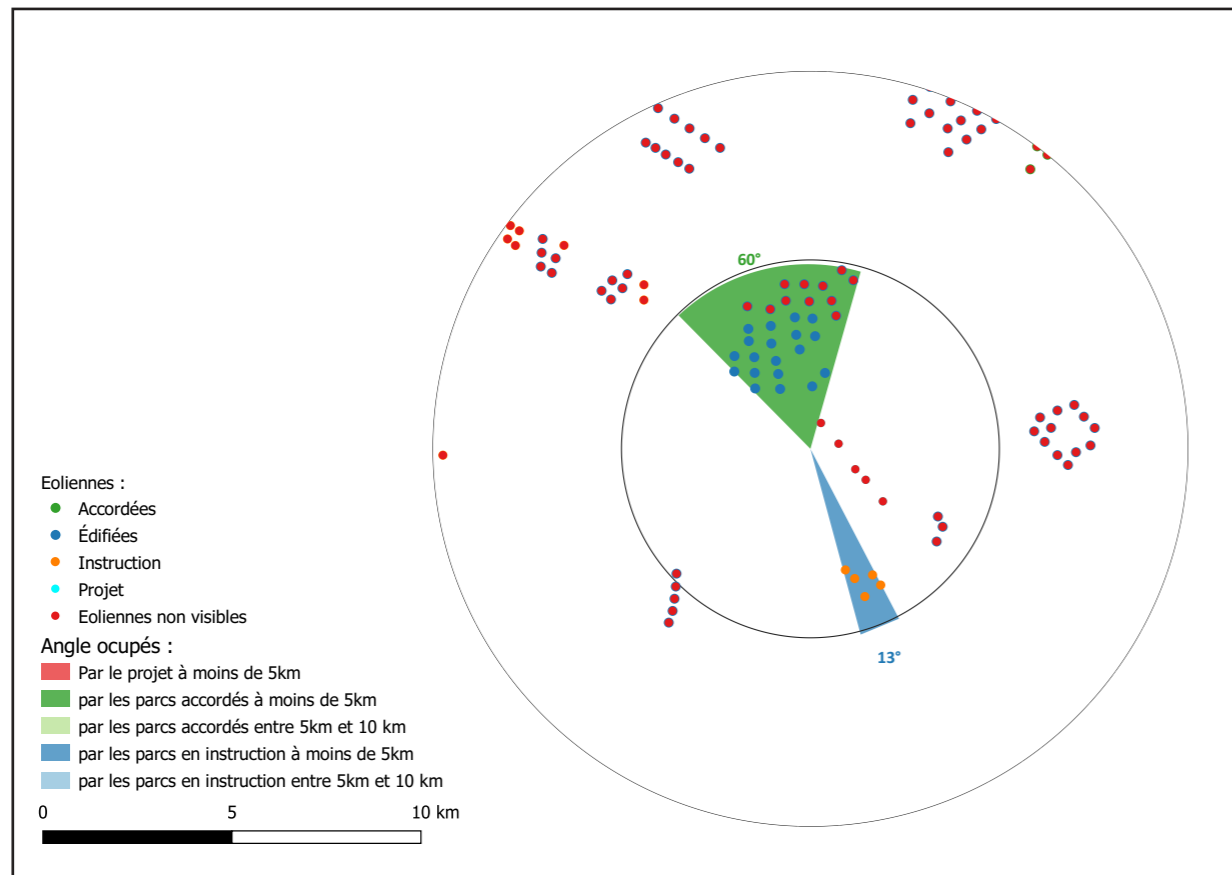 60°
13°
Eoliennes :
Accordées
Édifiées
Instruction
Projet
Eoliennes non visibles
Angle ocupés :
Par le projet à moins de 5km
par les parcs accordés à moins de 5km
par les parcs accordés entre 5km et 10 km
par les parcs en instruction à moins de 5km
par les parcs en instruction entre 5km et 10 km
0 5 10 km